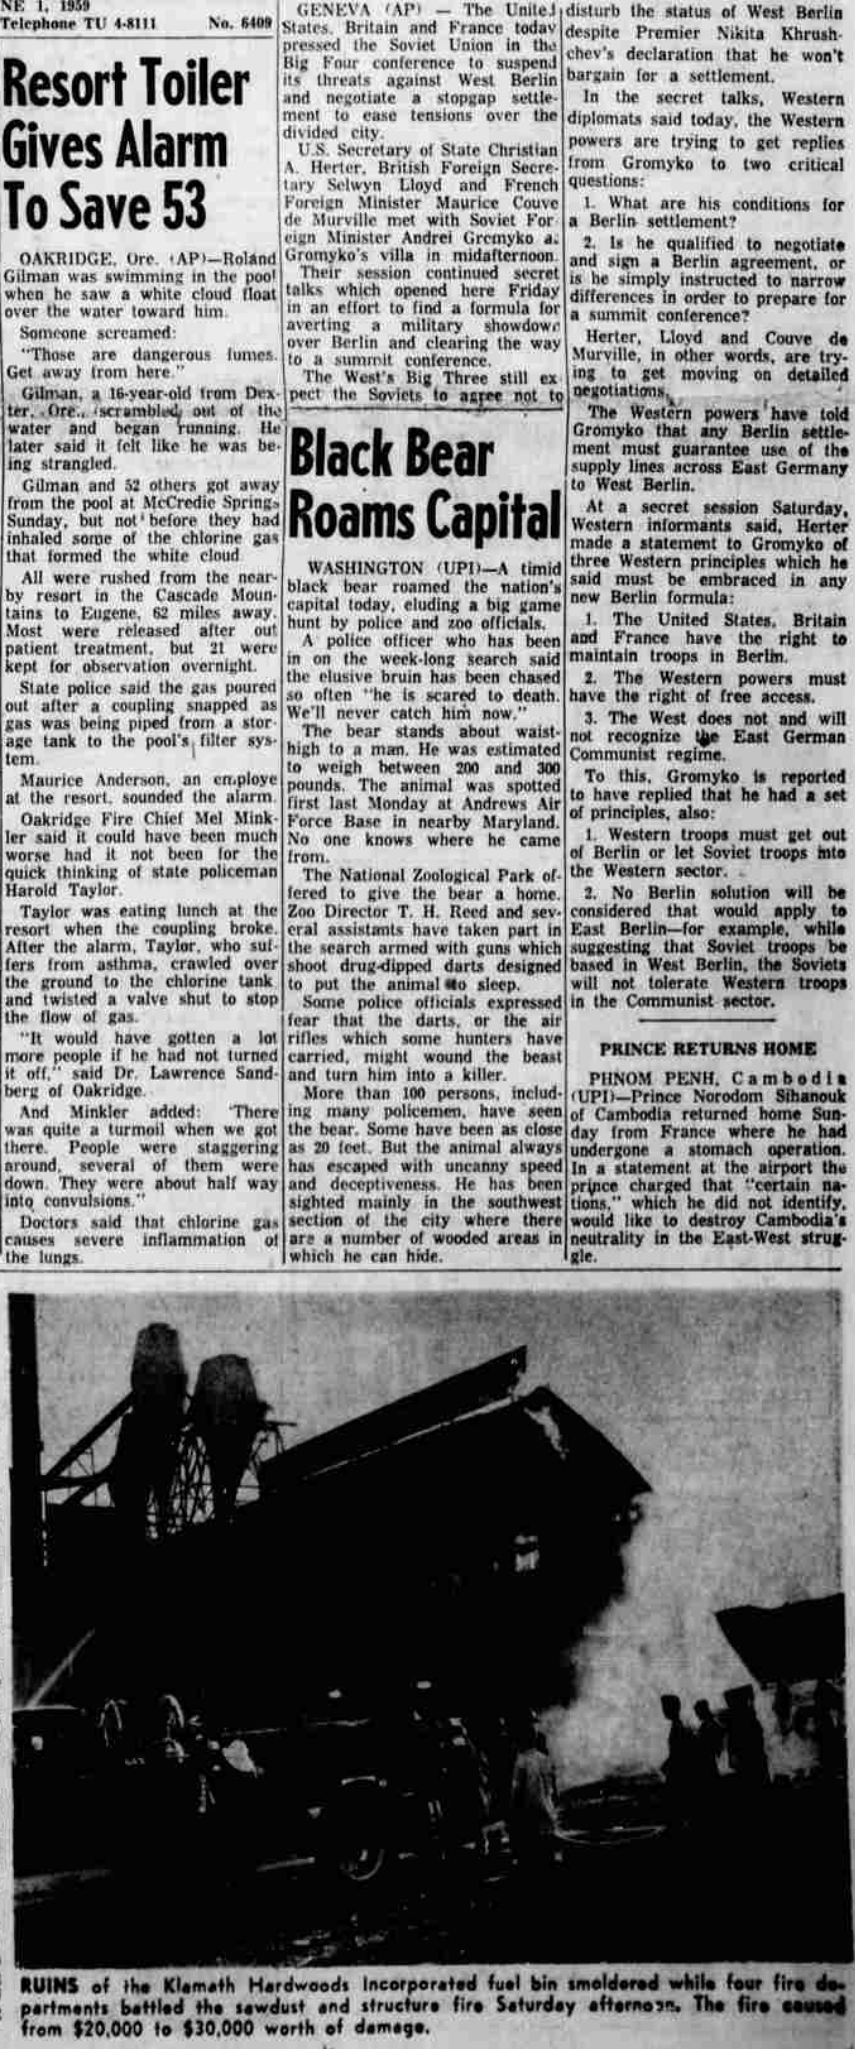 NE 1, 1959
Telephone TU 4-8111 No. 6409
Resort Toiler
Gives Alarm
To Save 53
OAKRIDGE, Ore. (AP)—Roland
Gilman was swimming in the pool
when he saw a white cloud float
over the water toward him.
Someone screamed:
"Those are dangerous fumes.
Get away from here."
Gilman, a 16-year-old from Dex-
ter, Ore., scrambled out of the
water and began running. He
later said it felt like he was be-
ing strangled.
Gilman and 52 others got away
from the pool at McCredie Springs
Sunday, but not before they had
inhaled some of the chlorine gas
that formed the white cloud
All were rushed from the near-
by resort in the Cascade Moun-
tains to Eugene, 62 miles away.
Most were released after out
patient treatment, but 21 were
kept for observation overnight.
State police said the gas poured
out after a coupling snapped as
gas was being piped from a stor-
age tank to the pool's filter sys-
tem.
Maurice Anderson, an employe
at the resort, sounded the alarm.
Oakridge Fire Chief Mel Mink-
ler said it could have been much
worse had it not been for the
quick thinking of state policeman
Harold Taylor.
Taylor was eating lunch at the
resort when the coupling broke.
After the alarm, Taylor, who suf-
fers from asthma, crawled over
the ground to the chlorine tank
and twisted a valve shut to stop
the flow of gas.
"It would have gotten a lot
more people if he had not turned
it off," said Dr. Lawrence Sand-
berg of Oakridge.
And Minkler added: "There
was quite a turmoil when we got
there. People were staggering
around, several of them were
down. They were about half way
into convulsions."
Doctors said that chlorine gas
causes severe inflammation of
the lungs.
GENEVA (AP) — The United
States, Britain and France today
pressed the Soviet Union in the
Big Four conference to suspend
its threats against West Berlin
and negotiate a stopgap settle-
ment to ease tensions over the
divided city.
U.S. Secretary of State Christian
A. Herter, British Foreign Secre-
tary Selwyn Lloyd and French
Foreign Minister Maurice Couve
de Murville met with Soviet For
eign Minister Andrei Gromyko at
Gromyko's villa in midafternoon.
Their session continued secret
talks which opened here Friday
in an effort to find a formula for
averting a military showdown
over Berlin and clearing the way
to a summit conference.
The West's Big Three still ex
pect the Soviets to agree not to
Black Bear
Roams Capital
WASHINGTON (UPI)—A timid
black bear roamed the nation's
capital today, eluding a big game
hunt by police and zoo officials.
A police officer who has been
in on the week-long search said
the elusive bruin has been chased
so often "he is scared to death.
We'll never catch him now."
The bear stands about waist-
high to a man. He was estimated
to weigh between 200 and 300
pounds. The animal was spotted
first last Monday at Andrews Air
Force Base in nearby Maryland.
No one knows where he came
from.
The National Zoological Park of-
fered to give the bear a home.
Zoo Director T. H. Reed and sev-
eral assistants have taken part in
the search armed with guns which
shoot drug-dipped darts designed
to put the animal to sleep.
Some police officials expressed
fear that the darts, or the air
rifles which some hunters have
carried, might wound the beast
and turn him into a killer.
More than 100 persons, includ-
ing many policemen, have seen
the bear. Some have been as close
as 20 feet. But the animal always
has escaped with uncanny speed
and deceptiveness. He has been
sighted mainly in the southwest
section of the city where there
are a number of wooded areas in
which he can hide.
disturb the status of West Berlin
despite Premier Nikita Khrush-
chev's declaration that he won't
bargain for a settlement.
In the secret talks, Western
diplomats said today, the Western
powers are trying to get replies
from Gromyko to two critical
questions:
1. What are his conditions for
a Berlin settlement?
2. Is he qualified to negotiate
and sign a Berlin agreement, or
is he simply instructed to narrow
differences in order to prepare for
a summit conference?
Herter, Lloyd and Couve de
Murville, in other words, are try-
ing to get moving on detailed
negotiations.
The Western powers have told
Gromyko that any Berlin settle-
ment must guarantee use of the
supply lines across East Germany
to West Berlin.
At a secret session Saturday,
Western informants said, Herter
made a statement to Gromyko of
three Western principles which he
said must be embraced in any
new Berlin formula:
1. The United States, Britain
and France have the right to
maintain troops in Berlin.
2. The Western powers must
have the right of free access.
3. The West does not and will
not recognize the East German
Communist regime.
To this, Gromyko is reported
to have replied that he had a set
of principles, also:
1. Western troops must get out
of Berlin or let Soviet troops into
the Western sector.
2. No Berlin solution will be
considered that would apply to
East Berlin—for example, while
suggesting that Soviet troops be
based in West Berlin, the Soviets
will not tolerate Western troops
in the Communist sector.
PRINCE RETURNS HOME
PHNOM PENH, Cambodia
(UPI)—Prince Norodom Sihanouk
of Cambodia returned home Sun-
day from France where he had
undergone a stomach operation.
In a statement at the airport the
prince charged that "certain na-
tions," which he did not identify,
would like to destroy Cambodia's
neutrality in the East-West strug-
gle.
RUINS of the Klamath Hardwoods Incorporated fuel bin smoldered while four fire de-
partments battled the sawdust and structure fire Saturday afternoon. The fire caused
from $20,000 to $30,000 worth of damage.